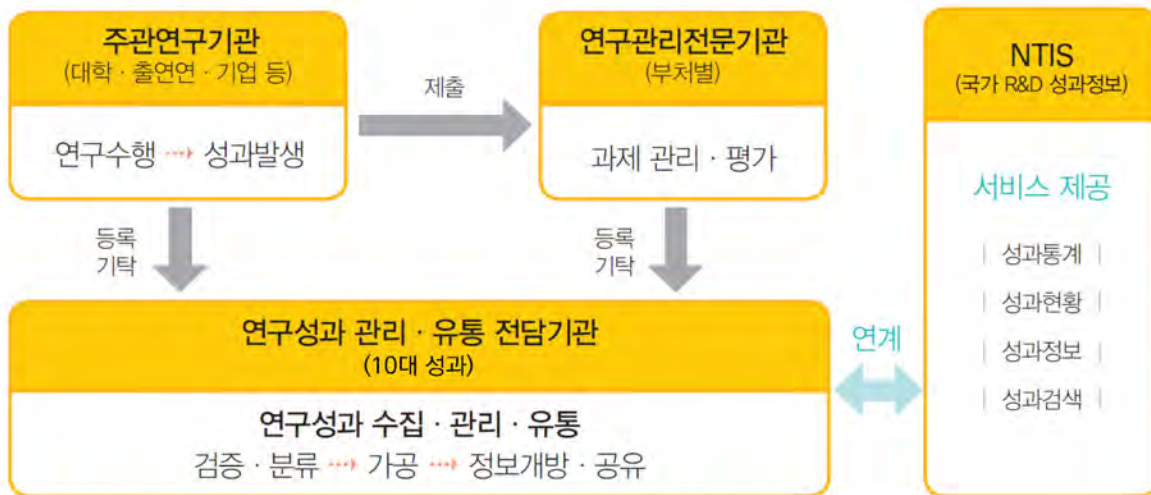 주관연구기관
(대학 · 출연연 · 기업 등)
연구수행 ···→ 성과발생
제출
연구관리전문기관
(부처별)
과제 관리 · 평가
등록
기탁
등록
기탁
연구성과 관리 · 유통 전담기관
(10대 성과)
연구성과 수집 · 관리 · 유통
검증 · 분류 ···→ 가공 ···→ 정보개방 · 공유
연계
NTIS
(국가 R&D 성과정보)
서비스 제공
| 성과통계 |
| 성과현황 |
| 성과정보 |
| 성과검색 |